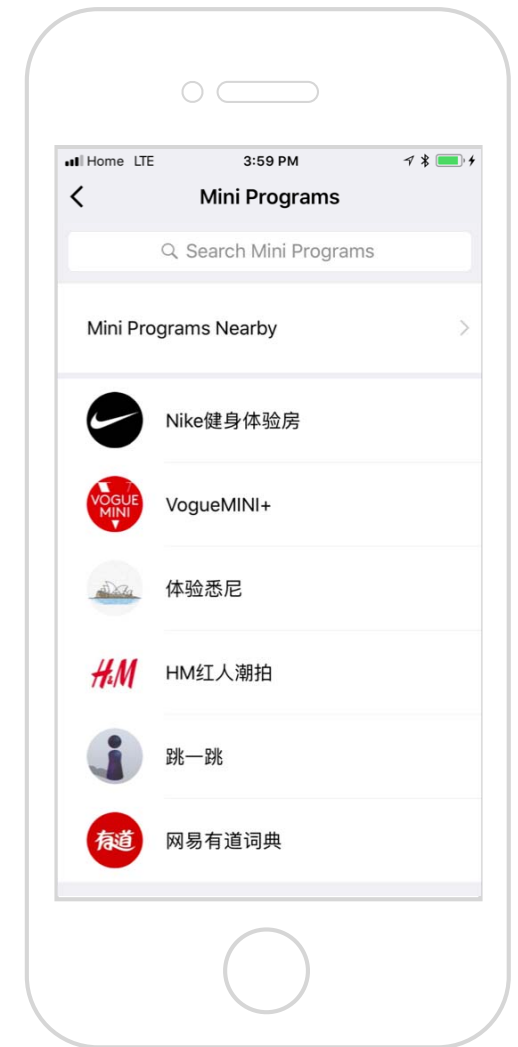 Home LTE 3:59 PM
Mini Programs
Search Mini Programs
Mini Programs Nearby
Nike健身体验房
VOGUE
MINI
VogueMINI+
体验悉尼
H&M
HM红人潮拍
跳一跳
有道
网易有道词典